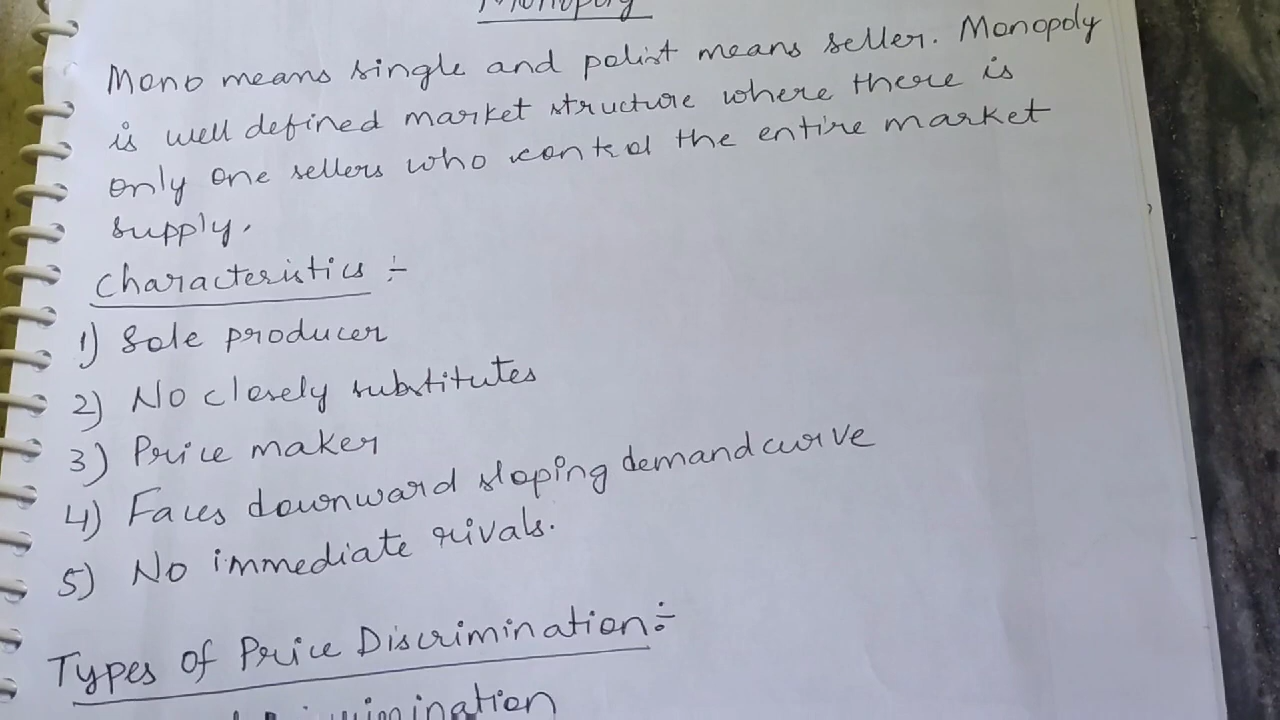 Monopoly
Mono means single and polist means seller. Monopoly
is well defined market structure where there is
only one sellers who control the entire market
supply.
Characteristics :-
1) Sole producer
2) No closely substitutes
3) Price maker
4) Faces downward sloping demand curve
5) No immediate rivals.
Types of Price Discrimination :-
Discrimination